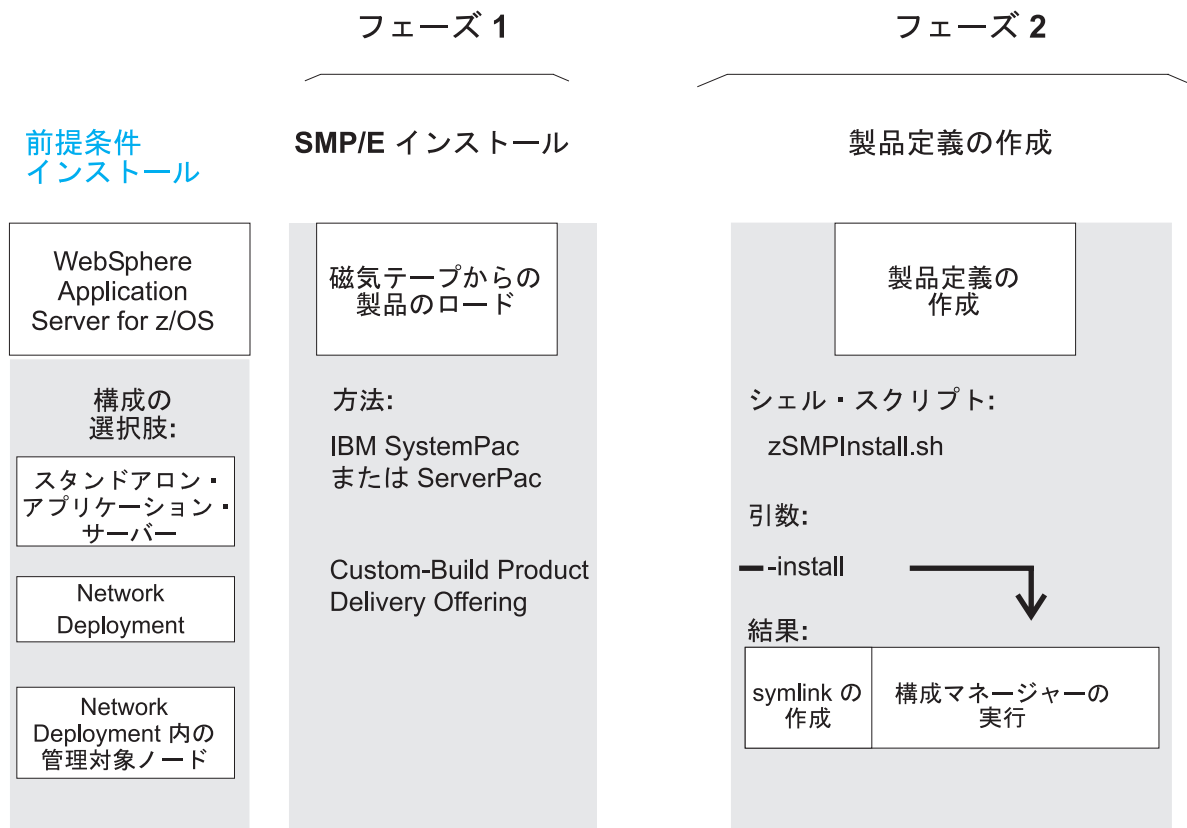 フェーズ 1
フェーズ 2
前提条件
インストール
SMP/E インストール
製品定義の作成
WebSphere
Application
Server for z/OS
磁気テープからの
製品のロード
製品定義の
作成
構成の
選択肢:
スタンドアロン・
アプリケーション・
サーバー
Network
Deployment
Network
Deployment 内の
管理対象ノード
方法:
IBM SystemPac
または ServerPac
Custom-Build Product
Delivery Offering
シェル・スクリプト:
zSMPInstall.sh
引数:
-install
結果:
symlink の
作成
構成マネージャーの
実行